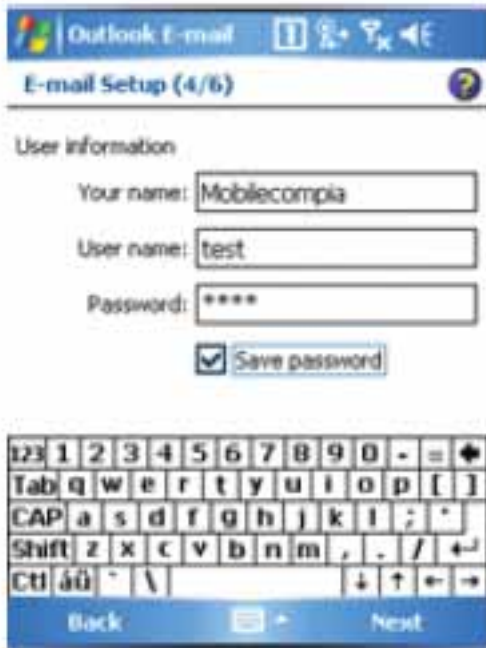 Outlook E-mail
E-mail Setup (4/6)
User information
Your name: Mobilecompia
User name: test
Password: ****
Save password
123 1 2 3 4 5 6 7 8 9 0 - = 
Tab q w e r t y u i o p [ ]
CAP a s d f g h j k l ; '
Shift z x c v b n m , . / 
Ctl áü ` \ ↓ ↑ ← →
Back Next